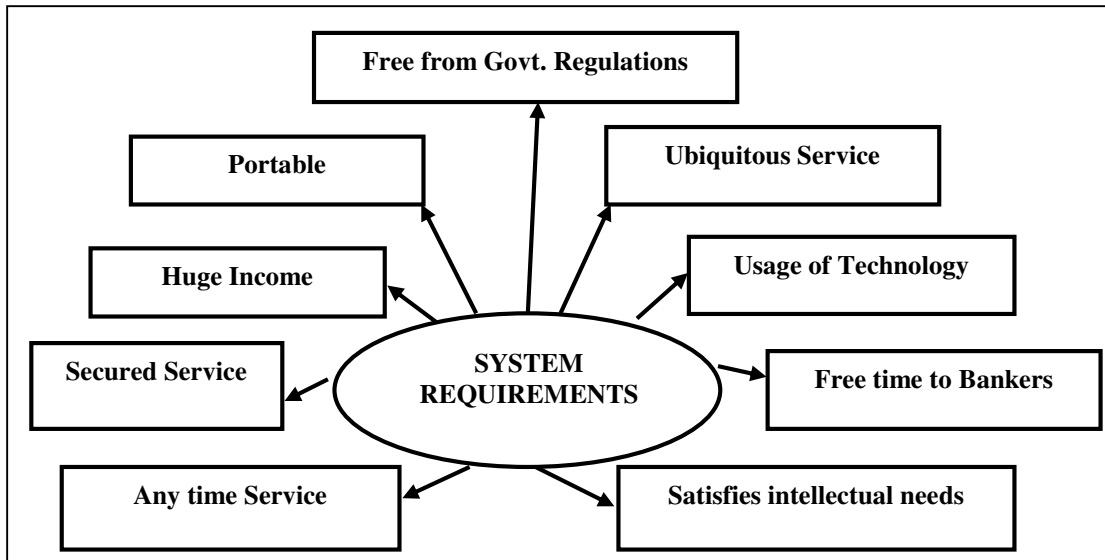 Free from Govt. Regulations
Portable
Ubiquitous Service
Huge Income
Usage of Technology
Secured Service
SYSTEM
REQUIREMENTS
Free time to Bankers
Any time Service
Satisfies intellectual needs